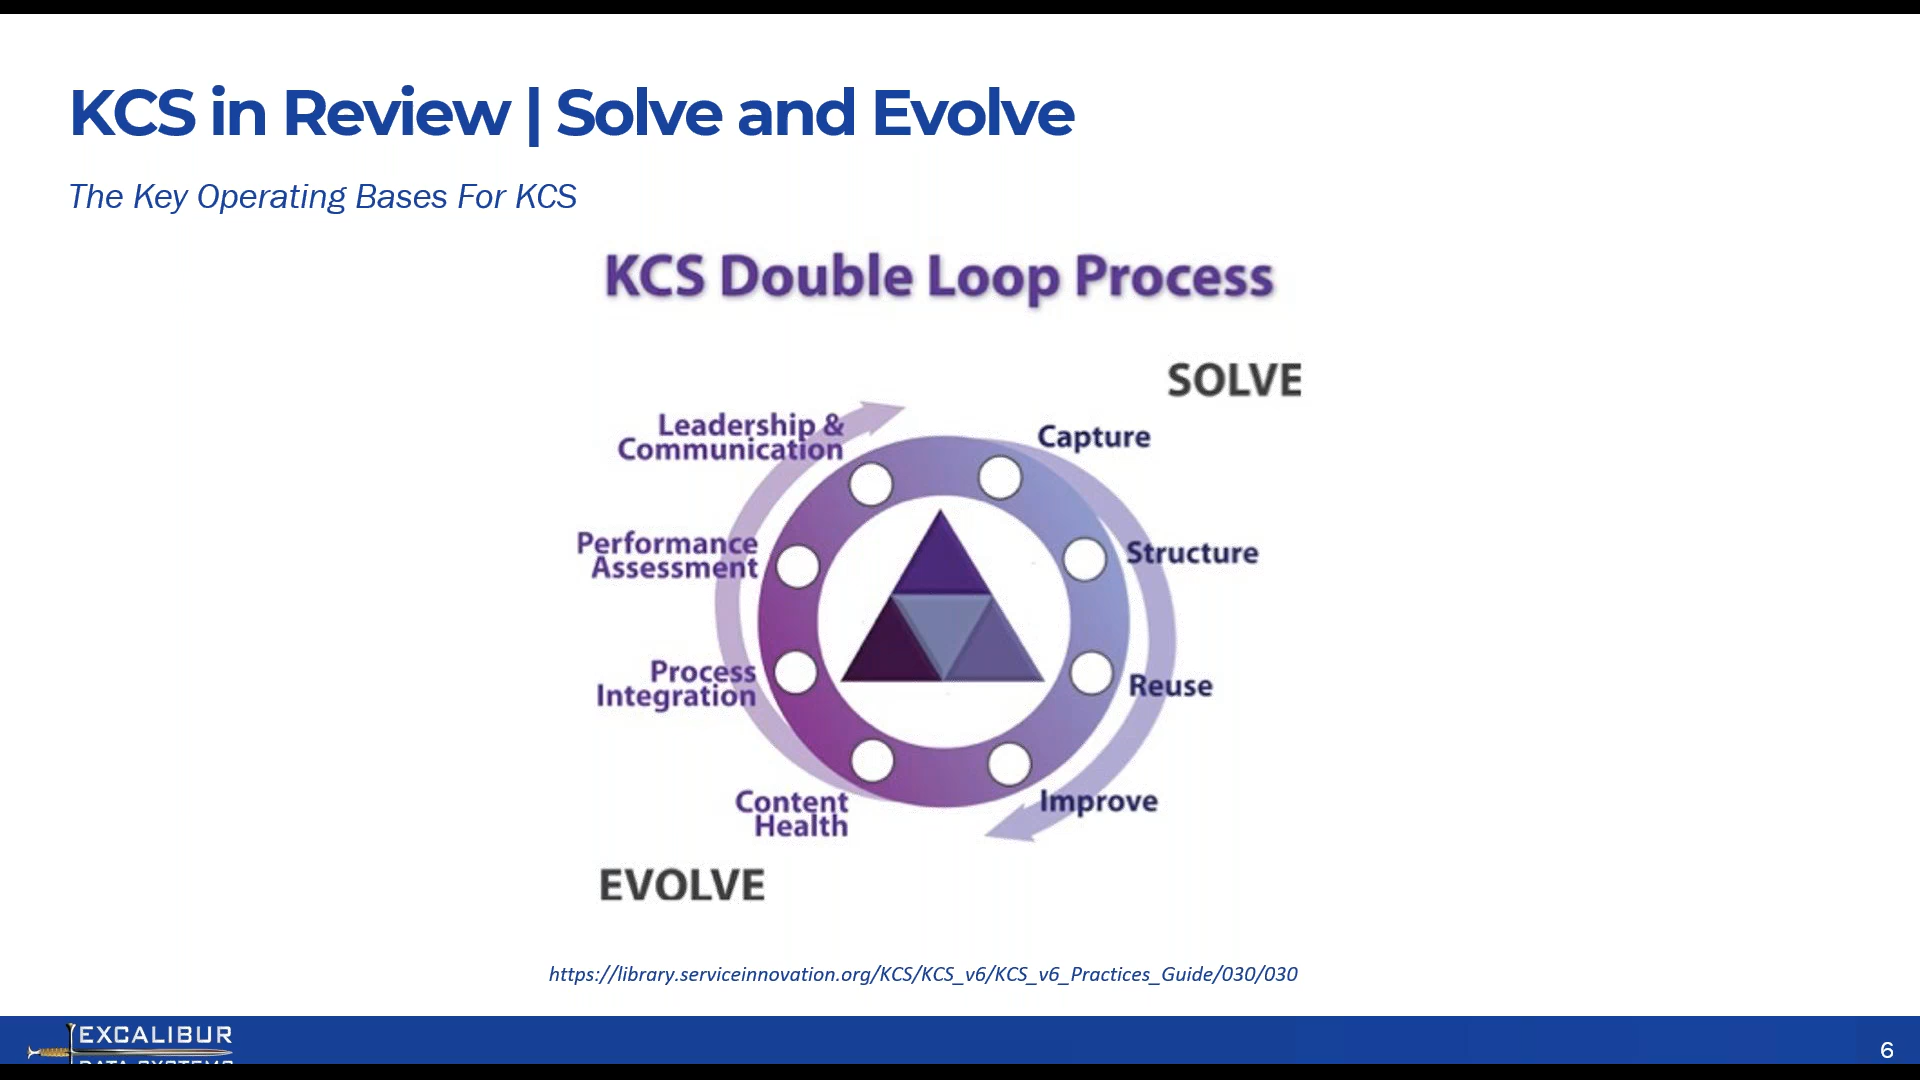 KCS in Review | Solve and Evolve
The Key Operating Bases For KCS
KCS Double Loop Process
SOLVE
Leadership &
Communication
Capture
Performance
Assessment
Structure
Process
Integration
Reuse
Content
Health
Improve
EVOLVE
https://library.serviceinnovation.org/KCS/KCS_v6/KCS_v6_Practices_Guide/030/030
EXCALIBUR
DATA SYSTEMS
6